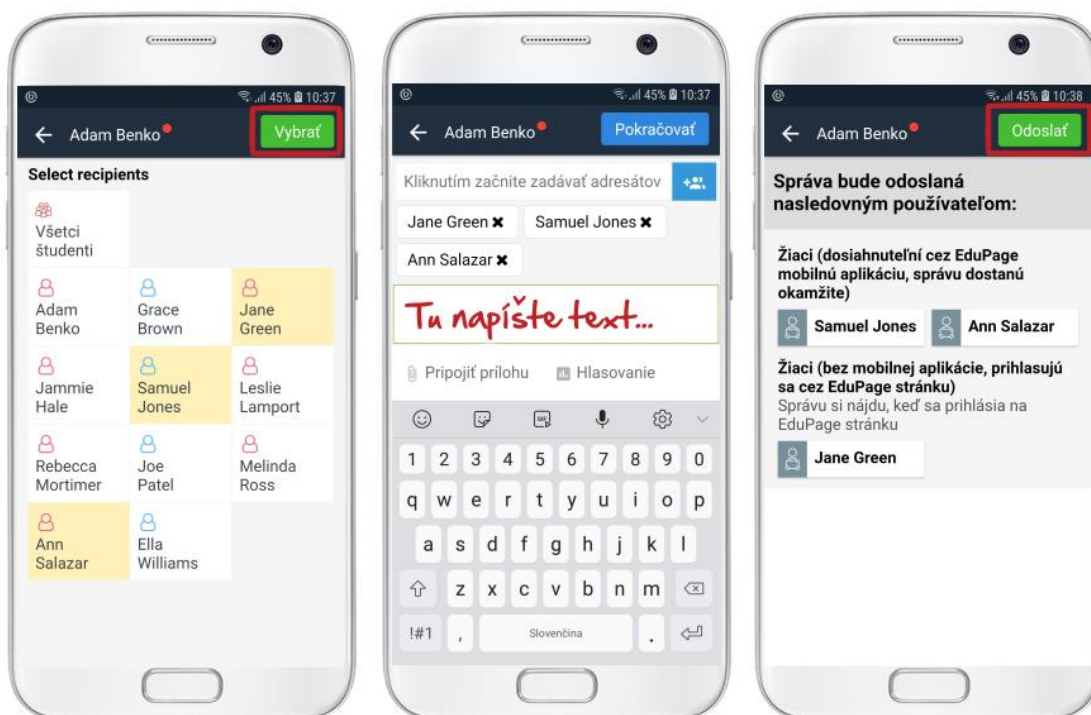 45% 10:37
Adam Benko
Vybrať
Select recipients
Všetci
študenti
Adam
Benko
Grace
Brown
Jane
Green
Jammie
Hale
Samuel
Jones
Leslie
Lamport
Rebecca
Mortimer
Joe
Patel
Melinda
Ross
Ann
Salazar
Ella
Williams
45% 10:37
Adam Benko
Pokračovať
Kliknutím začnite zadávať adresátov
Jane Green ✖ Samuel Jones ✖
Ann Salazar ✖
Tu napíšte text...
Pripojiť prílohu Hlasovanie
GIF
1 2 3 4 5 6 7 8 9 0
q w e r t y u i o p
a s d f g h j k l
z x c v b n m
!#1 , Slovenčina .
45% 10:38
Adam Benko
Odoslať
Správa bude odoslaná
nasledovným používateľom:
Žiaci (dosiahnuteľní cez EduPage
mobilnú aplikáciu, správu dostanú
okamžite)
Samuel Jones Ann Salazar
Žiaci (bez mobilnej aplikácie, prihlasujú
sa cez EduPage stránku)
Správu si nájdu, keď sa prihlásia na
EduPage stránku
Jane Green